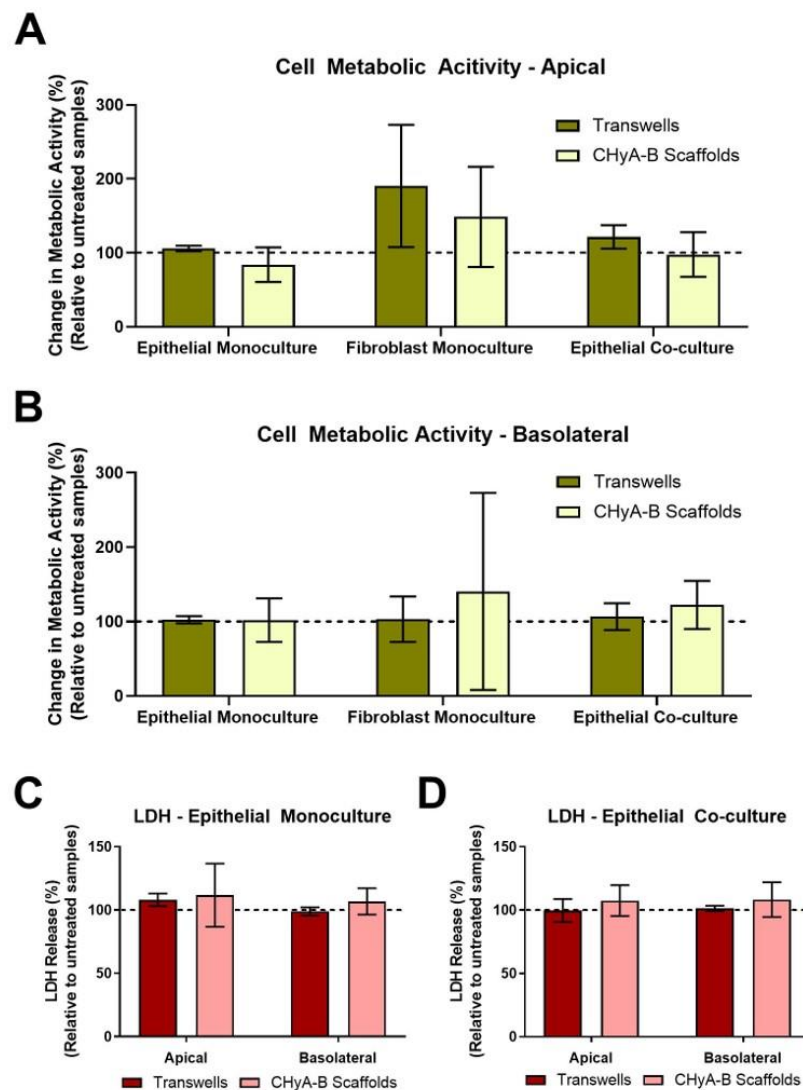 A
Cell Metabolic Acitivity - Apical
Change in Metabolic Activity (%)
(Relative to untreated samples)
300
200
100
0
Transwells
CHyA-B Scaffolds
Epithelial Monoculture
Fibroblast Monoculture
Epithelial Co-culture
B
Cell Metabolic Activity - Basolateral
Change in Metabolic Activity (%)
(Relative to untreated samples)
300
200
100
0
Transwells
CHyA-B Scaffolds
Epithelial Monoculture
Fibroblast Monoculture
Epithelial Co-culture
C
LDH - Epithelial Monoculture
LDH Release (%)
(Relative to untreated samples)
150
100
50
0
Apical
Basolateral
Transwells
CHyA-B Scaffolds
D
LDH - Epithelial Co-culture
LDH Release (%)
(Relative to untreated samples)
150
100
50
0
Apical
Basolateral
Transwells
CHyA-B Scaffolds